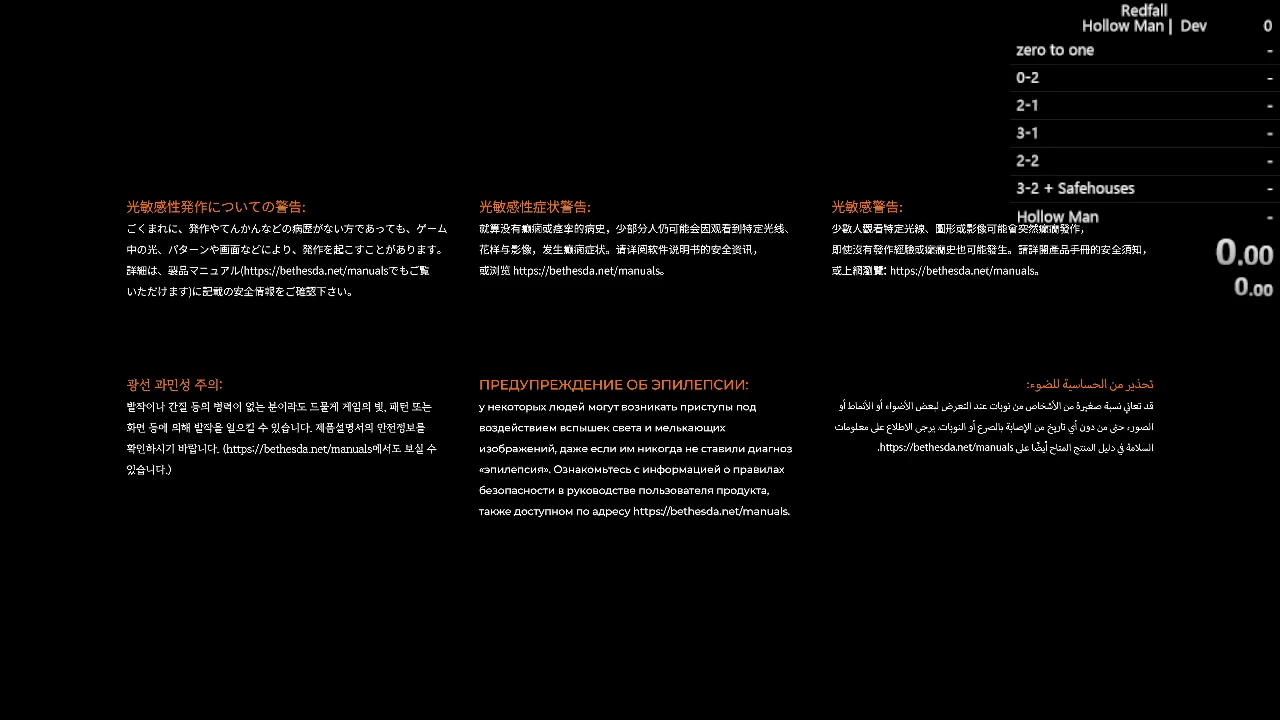 Redfall
Hollow Man | Dev 0
zero to one -
0-2 -
2-1 -
3-1 -
2-2 -
3-2 + Safehouses -
Hollow Man -
0.00
0.00
光敏感性発作についての警告:
ごくまれに、発作やてんかんなどの病歴がない方であっても、ゲーム
中の光、パターンや画面などにより、発作を起こすことがあります。
詳細は、製品マニュアル(https://bethesda.net/manualsでもご覧
いただけます)に記載の安全情報をご確認下さい。
光敏感性症状警告:
就算没有癫痫或痉挛的病史，少部分人仍可能会因观看到特定光线、
花样与影像，发生癫痫症状。请详阅软件说明书的安全资讯，
或浏览 https://bethesda.net/manuals。
光敏感警告:
少數人觀看特定光線、圖形或影像可能會突然癲癇發作，
即使沒有發作經驗或癲癇史也可能發生。請詳閱產品手冊的安全須知，
或上網瀏覽: https://bethesda.net/manuals。
광선 과민성 주의:
발작이나 간질 등의 병력이 없는 분이라도 드물게 게임의 빛, 패턴 또는
화면 등에 의해 발작을 일으킬 수 있습니다. 제품설명서의 안전정보를
확인하시기 바랍니다. (https://bethesda.net/manuals에서도 보실 수
있습니다.)
ПРЕДУПРЕЖДЕНИЕ ОБ ЭПИЛЕПСИИ:
у некоторых людей могут возникать приступы под
воздействием вспышек света и мелькающих
изображений, даже если им никогда не ставили диагноз
«эпилепсия». Ознакомьтесь с информацией о правилах
безопасности в руководстве пользователя продукта,
также доступном по адресу https://bethesda.net/manuals.
تحذير من الحساسية للضوء:
قد تعاني نسبة صغيرة من الأشخاص من نوبات عند التعرض لبعض الأضواء أو الأنماط أو
الصور، حتى من دون أي تاريخ من الإصابة بالصرع أو النوبات. يرجى الاطلاع على معلومات
السلامة في دليل المنتج المتاح أيضًا على https://bethesda.net/manuals.